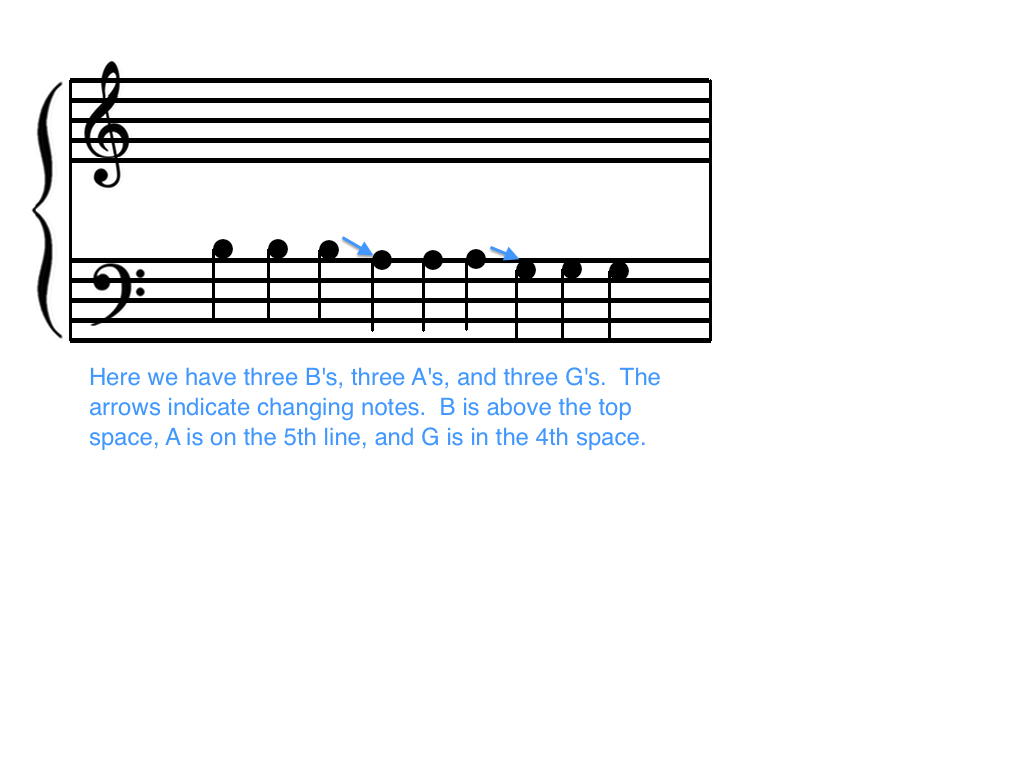 Here we have three B's, three A's, and three G's.  The
arrows indicate changing notes.  B is above the top
space, A is on the 5th line, and G is in the 4th space.